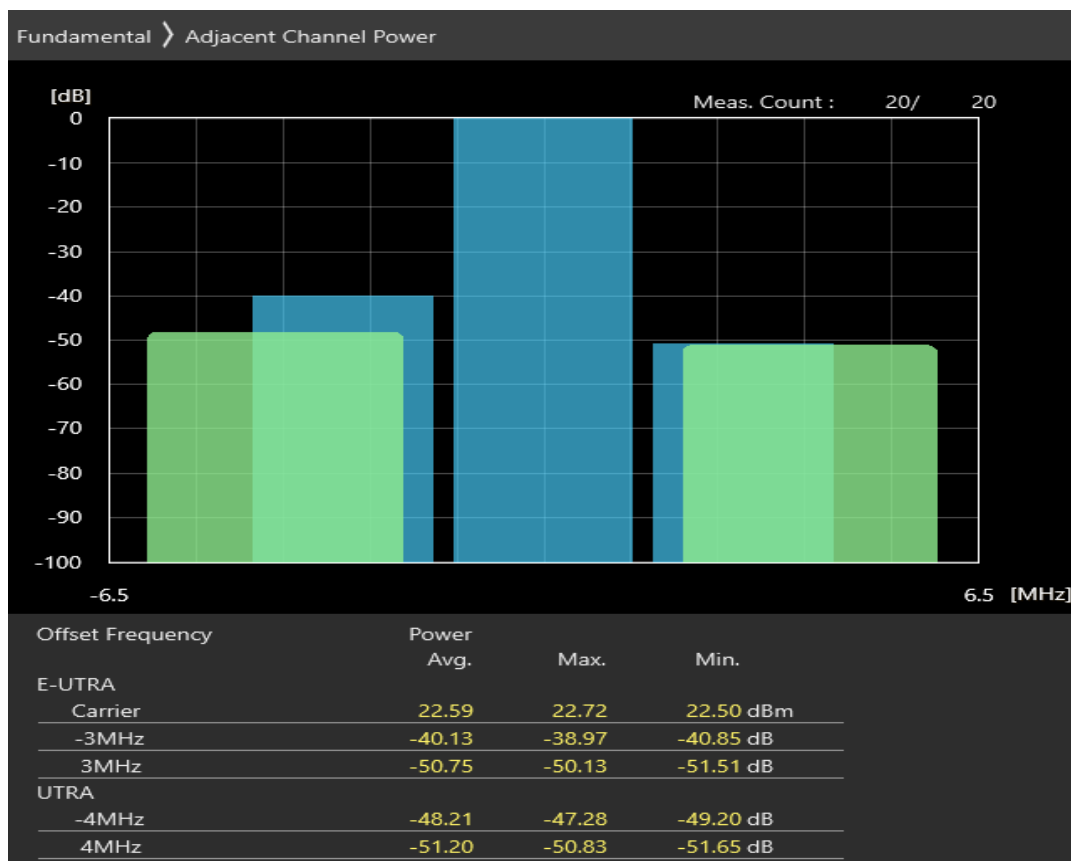 Fundamental 〉 Adjacent Channel Power
[dB]
Meas. Count : 20/ 20
0
-10
-20
-30
-40
-50
-60
-70
-80
-90
-100
-6.5 6.5 [MHz]
Offset Frequency Power
Avg. Max. Min.
E-UTRA
Carrier 22.59 22.72 22.50 dBm
-3MHz -40.13 -38.97 -40.85 dB
3MHz -50.75 -50.13 -51.51 dB
UTRA
-4MHz -48.21 -47.28 -49.20 dB
4MHz -51.20 -50.83 -51.65 dB